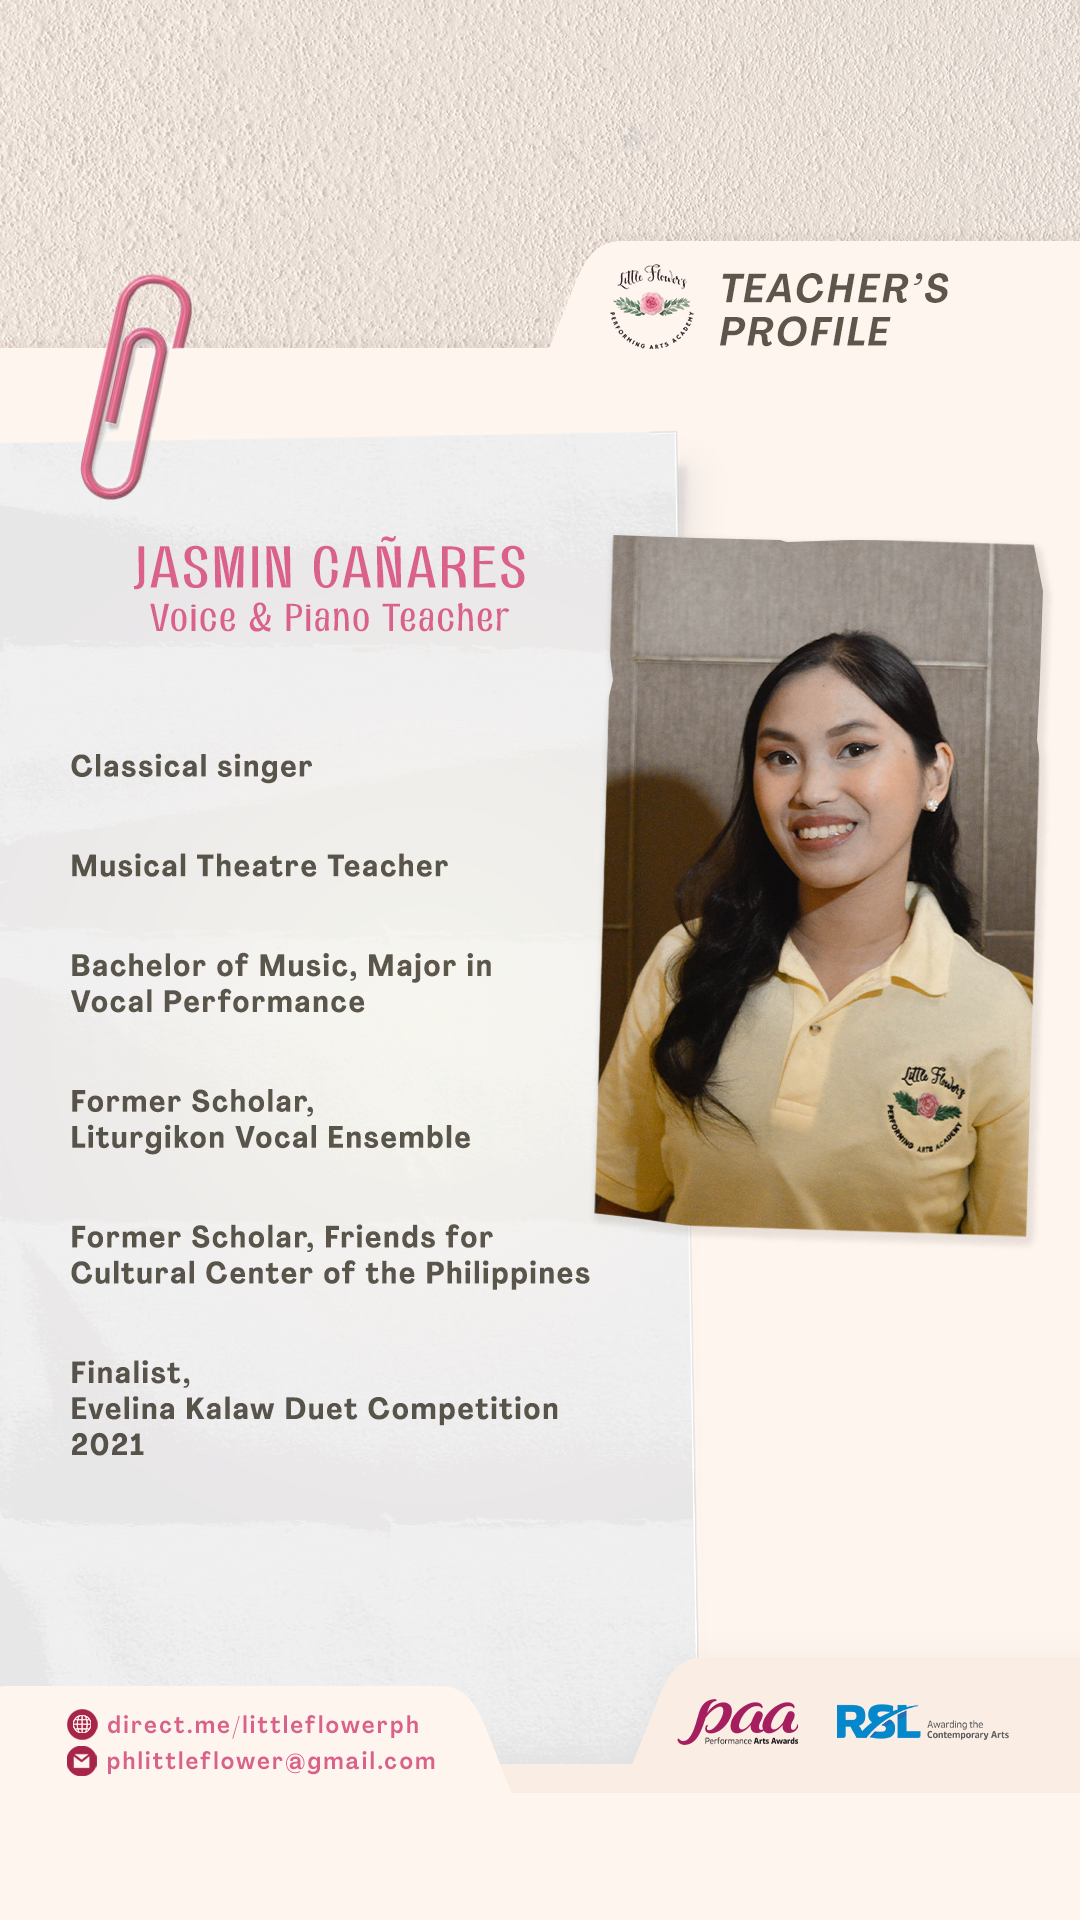 Little Flower's
PERFORMING ARTS ACADEMY
TEACHER'S
PROFILE
JASMIN CAÑARES
Voice & Piano Teacher
Classical singer
Musical Theatre Teacher
Bachelor of Music, Major in
Vocal Performance
Former Scholar,
Liturgikon Vocal Ensemble
Former Scholar, Friends for
Cultural Center of the Philippines
Finalist,
Evelina Kalaw Duet Competition
2021
Little Flower's
PERFORMING ARTS ACADEMY
direct.me/littleflowerph
phlittleflower@gmail.com
paa
Performance Arts Awards
RSL
Awarding the
Contemporary Arts